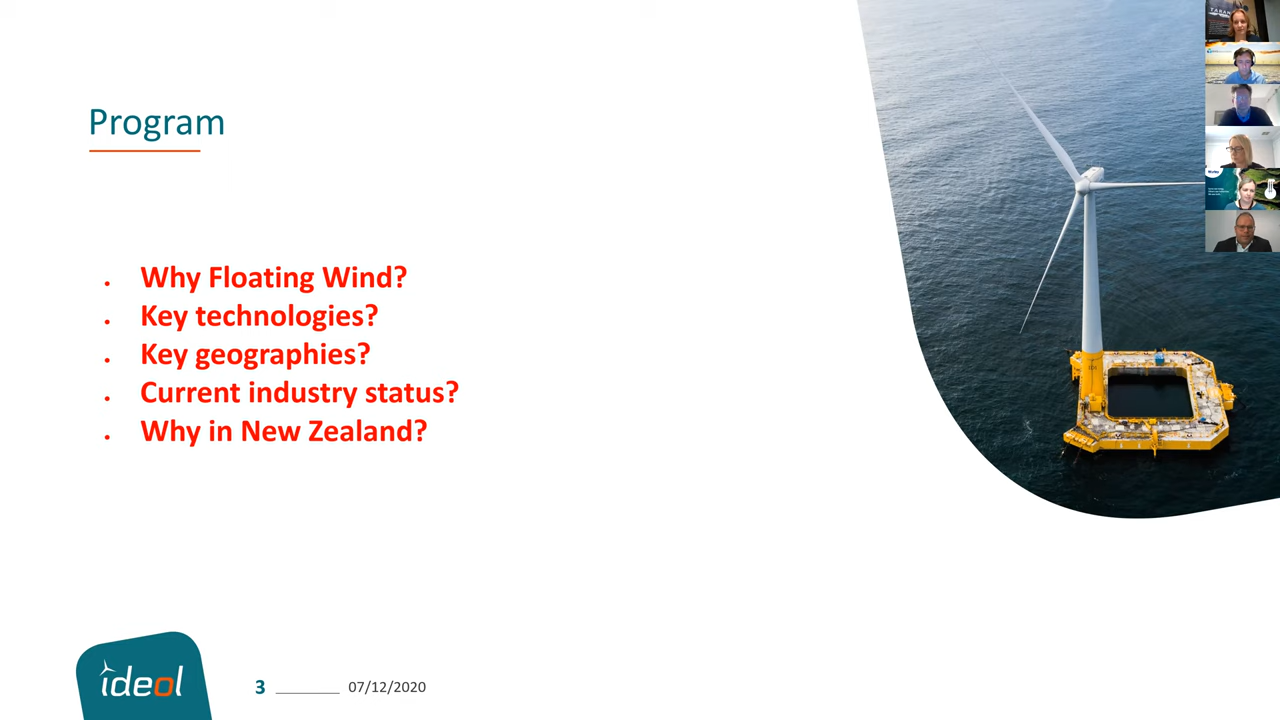 Program
Why Floating Wind?
Key technologies?
Key geographies?
Current industry status?
Why in New Zealand?
ideol
3
07/12/2020